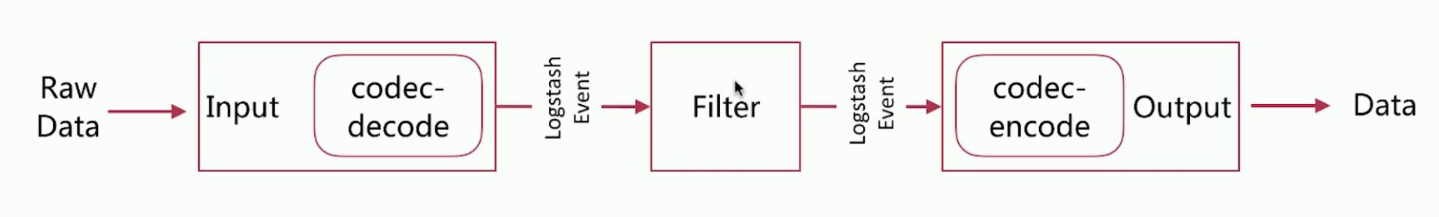 Raw
Data
Input
codec-
decode
Logstash
Event
Filter
Logstash
Event
codec-
encode
Output
Data